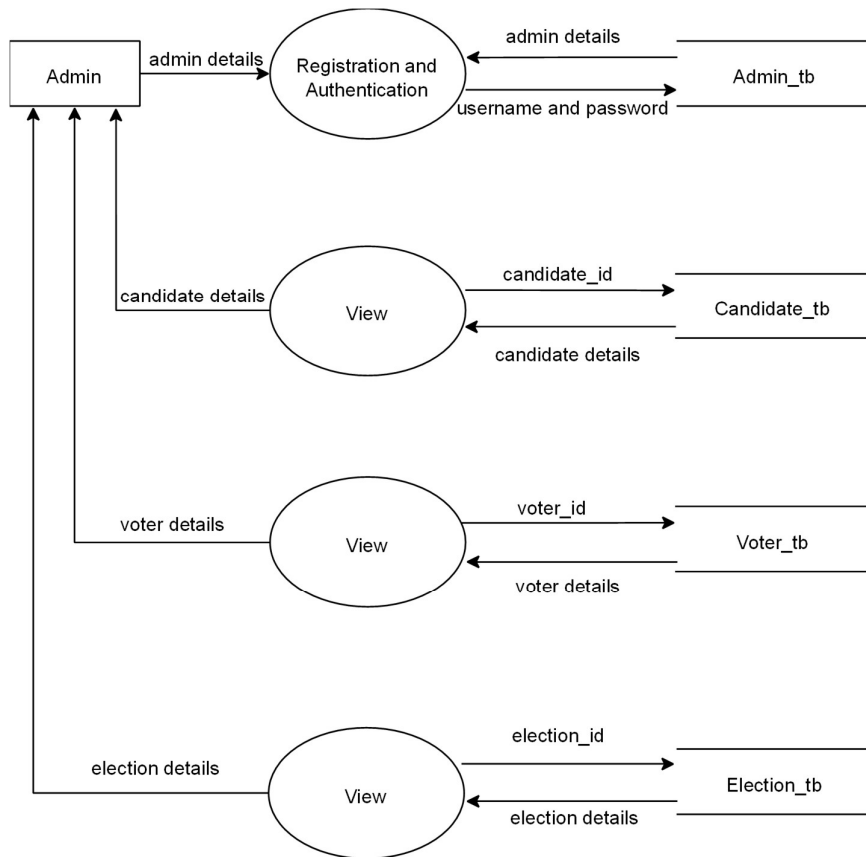 admin details
Admin
admin details
Registration and
Authentication
Admin_tb
username and password
candidate_id
candidate details
View
Candidate_tb
candidate details
voter_id
voter details
View
Voter_tb
voter details
election_id
election details
View
Election_tb
election details